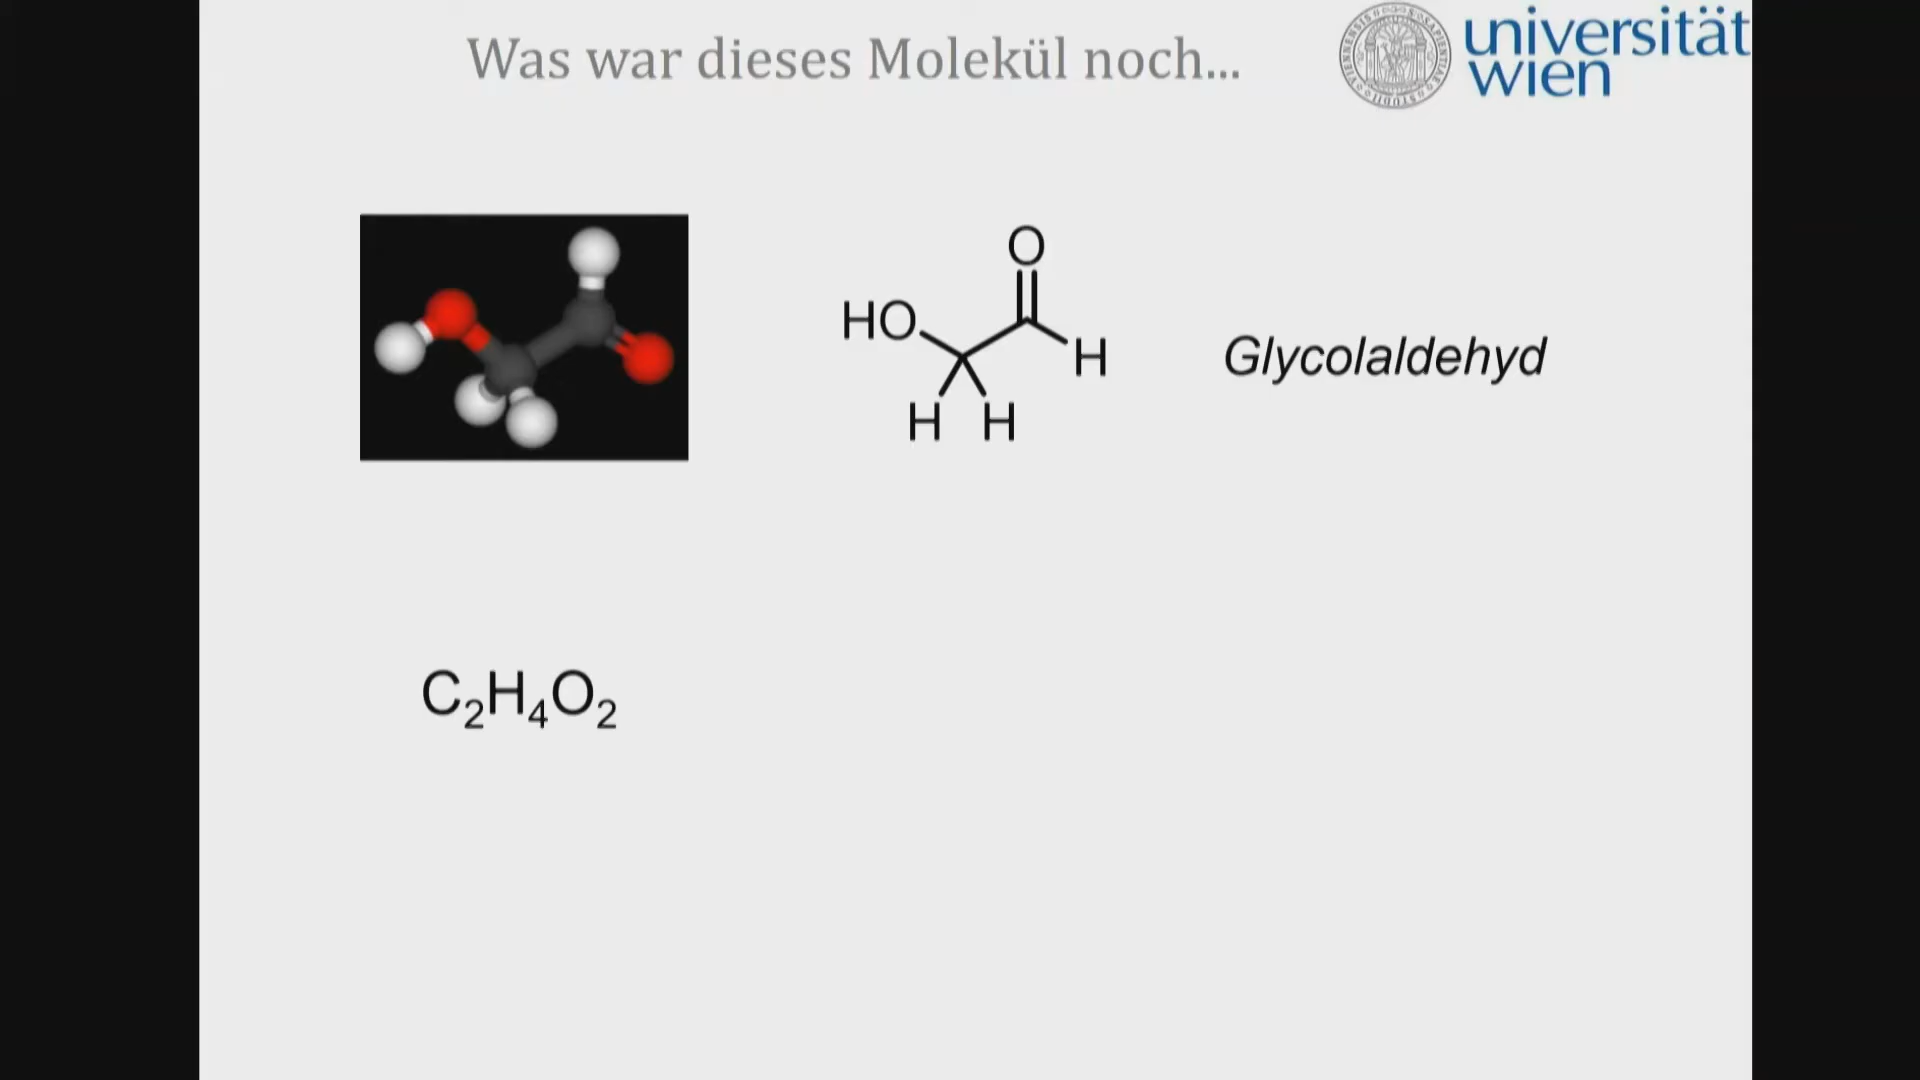 Was war dieses Molekül noch...
universität
wien
O
HO
H
H H
Glycolaldehyd
C₂H₄O₂